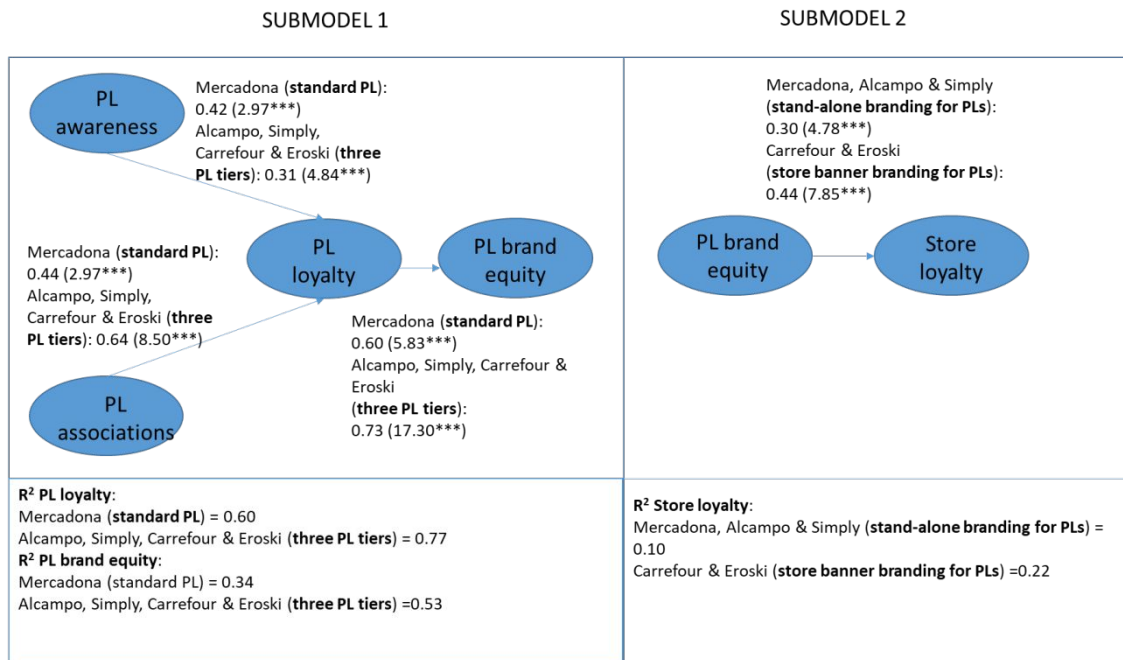 SUBMODEL 1
SUBMODEL 2
PL
awareness
Mercadona (standard PL):
0.42 (2.97***)
Alcampo, Simply,
Carrefour & Eroski (three
PL tiers): 0.31 (4.84***)
Mercadona (standard PL):
0.44 (2.97***)
Alcampo, Simply,
Carrefour & Eroski (three
PL tiers): 0.64 (8.50***)
PL
loyalty
PL brand
equity
Mercadona (standard PL):
0.60 (5.83***)
Alcampo, Simply, Carrefour &
Eroski
(three PL tiers):
0.73 (17.30***)
PL
associations
Mercadona, Alcampo & Simply
(stand-alone branding for PLs):
0.30 (4.78***)
Carrefour & Eroski
(store banner branding for PLs):
0.44 (7.85***)
PL brand
equity
Store
loyalty
R² PL loyalty:
Mercadona (standard PL) = 0.60
Alcampo, Simply, Carrefour & Eroski (three PL tiers) = 0.77
R² PL brand equity:
Mercadona (standard PL) = 0.34
Alcampo, Simply, Carrefour & Eroski (three PL tiers) =0.53
R² Store loyalty:
Mercadona, Alcampo & Simply (stand-alone branding for PLs) =
0.10
Carrefour & Eroski (store banner branding for PLs) =0.22